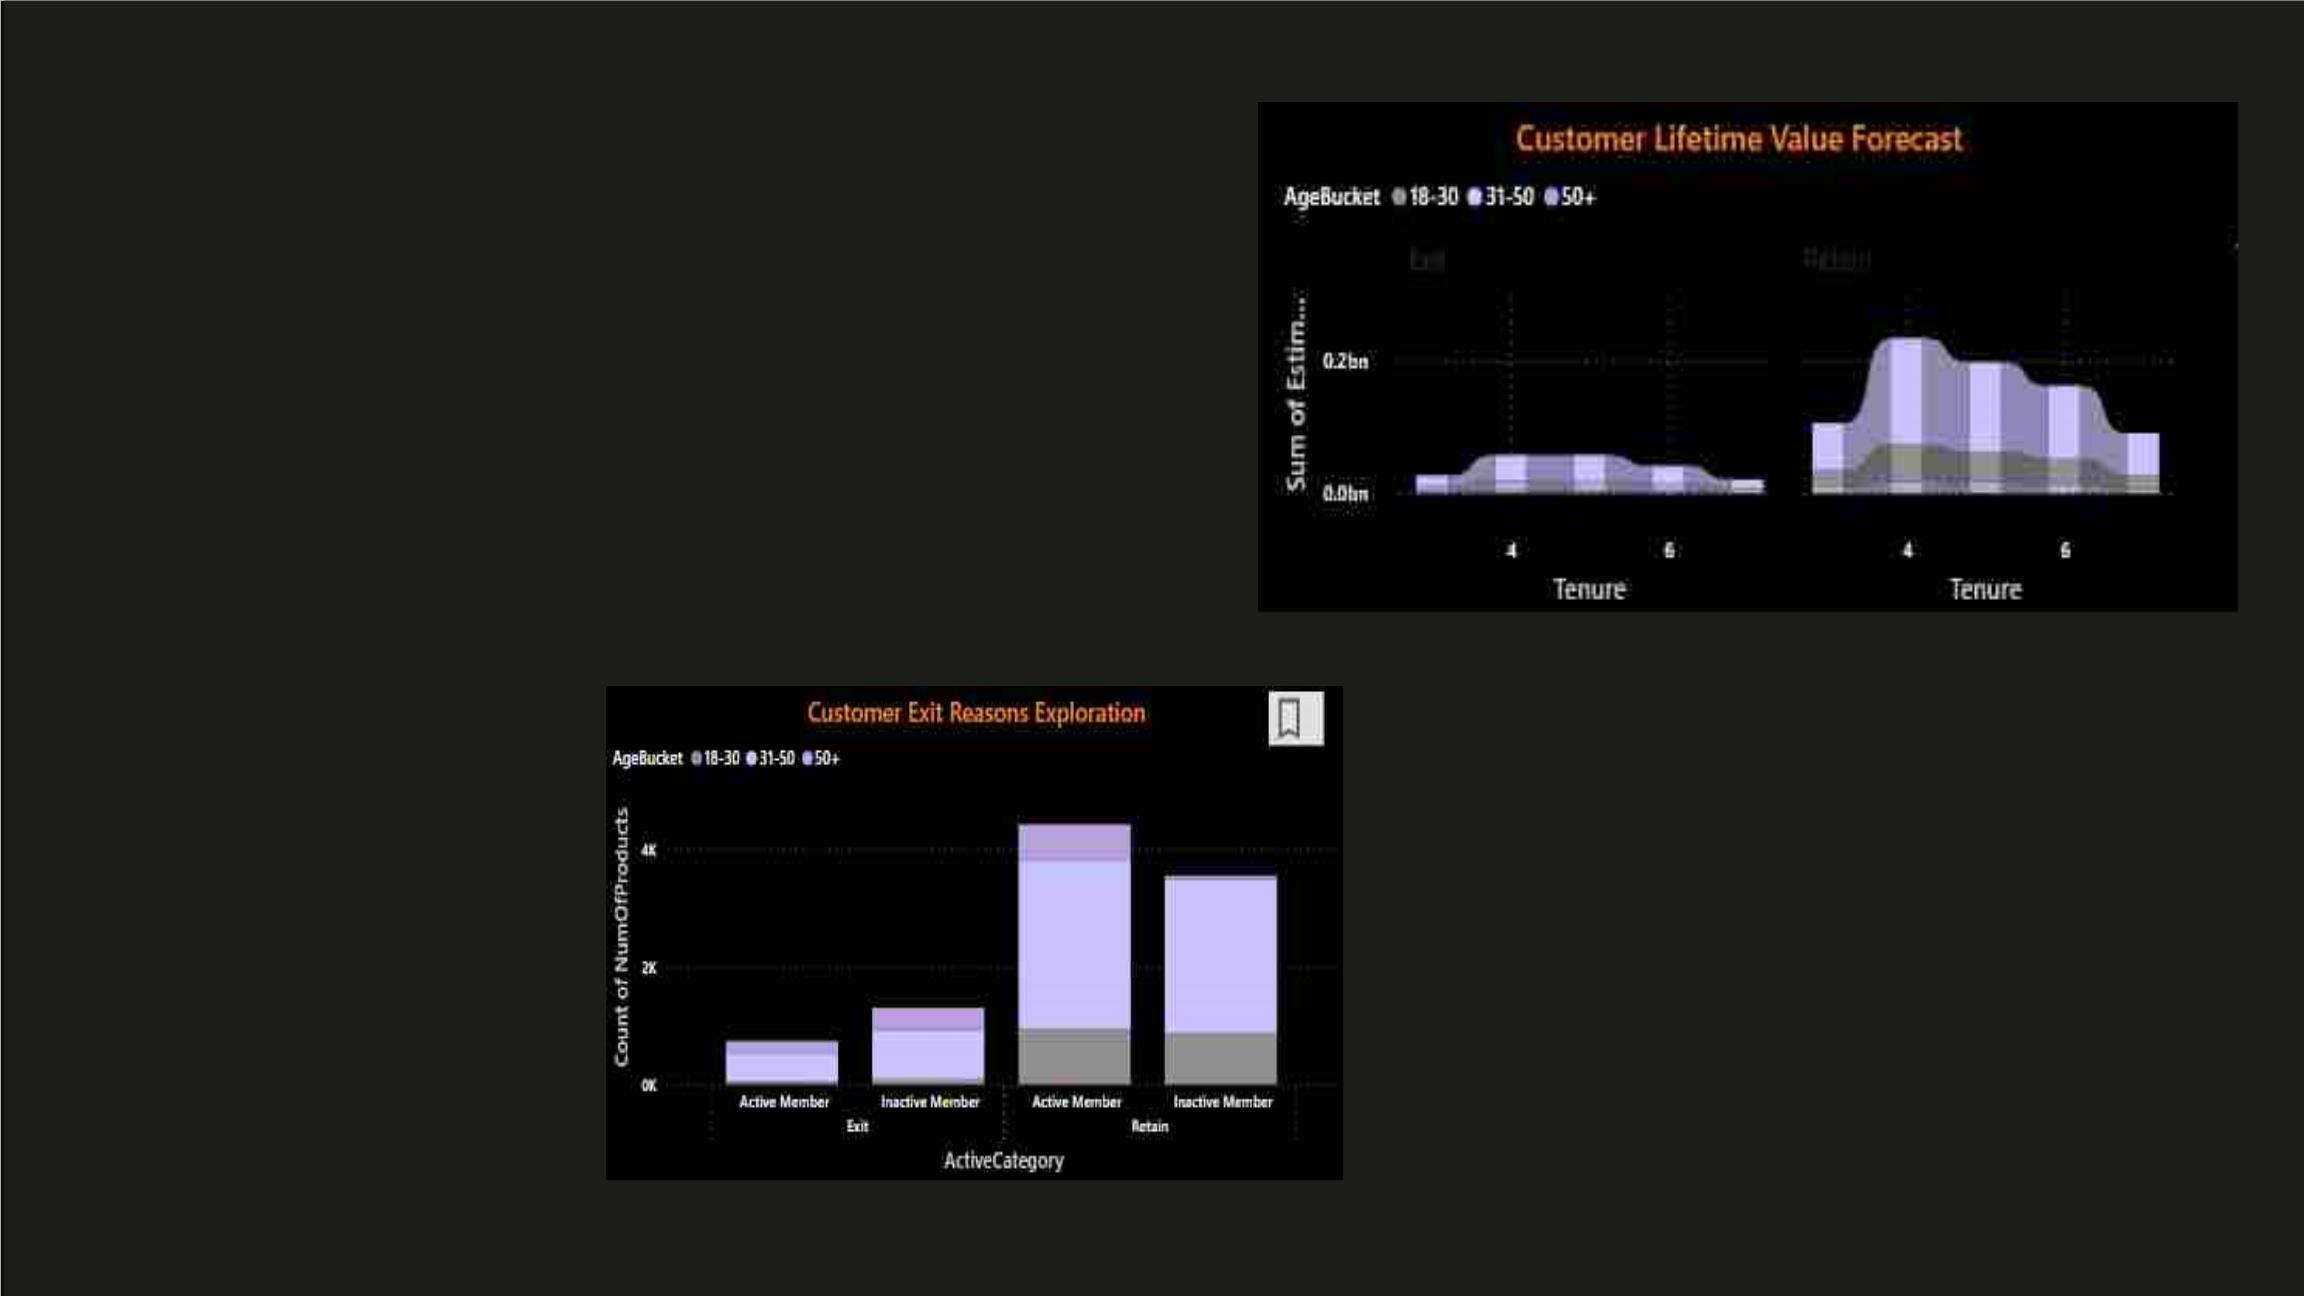 Customer Lifetime Value Forecast
AgeBucket 18-30 31-50 50+
Exit Retain
Sum of Estim...
0.2bn
0.0bn
4 6 4 6
Tenure Tenure
Customer Exit Reasons Exploration
AgeBucket 18-30 31-50 50+
Count of NumOfProducts
4K
2K
0K
Active Member Inactive Member Active Member Inactive Member
Exit Retain
ActiveCategory